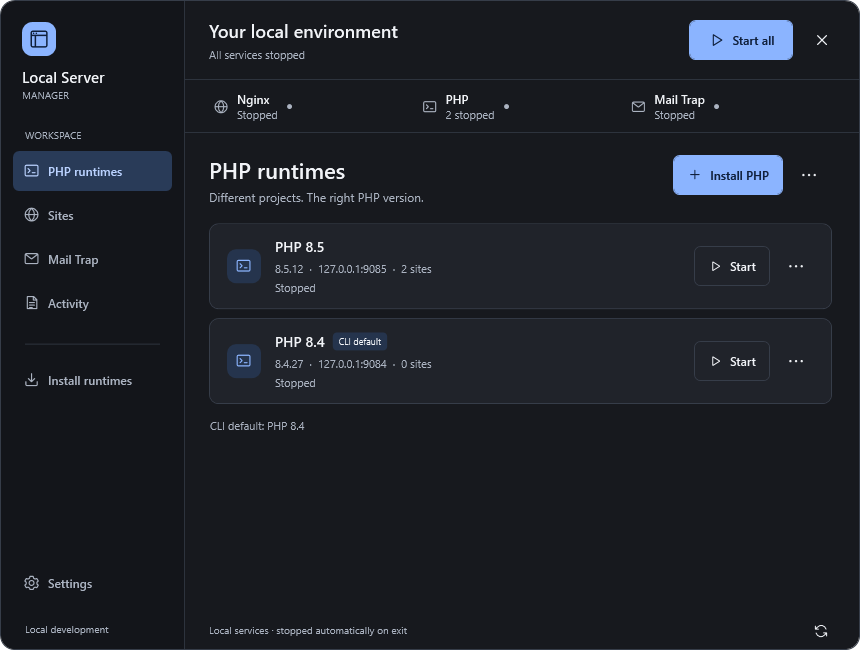 Local Server
MANAGER
WORKSPACE
PHP runtimes
Sites
Mail Trap
Activity
Install runtimes
Settings
Local development
Your local environment
All services stopped
Start all
Nginx
Stopped
PHP
2 stopped
Mail Trap
Stopped
PHP runtimes
Different projects. The right PHP version.
Install PHP
PHP 8.5
8.5.12 · 127.0.0.1:9085 · 2 sites
Stopped
Start
PHP 8.4 CLI default
8.4.27 · 127.0.0.1:9084 · 0 sites
Stopped
Start
CLI default: PHP 8.4
Local services · stopped automatically on exit